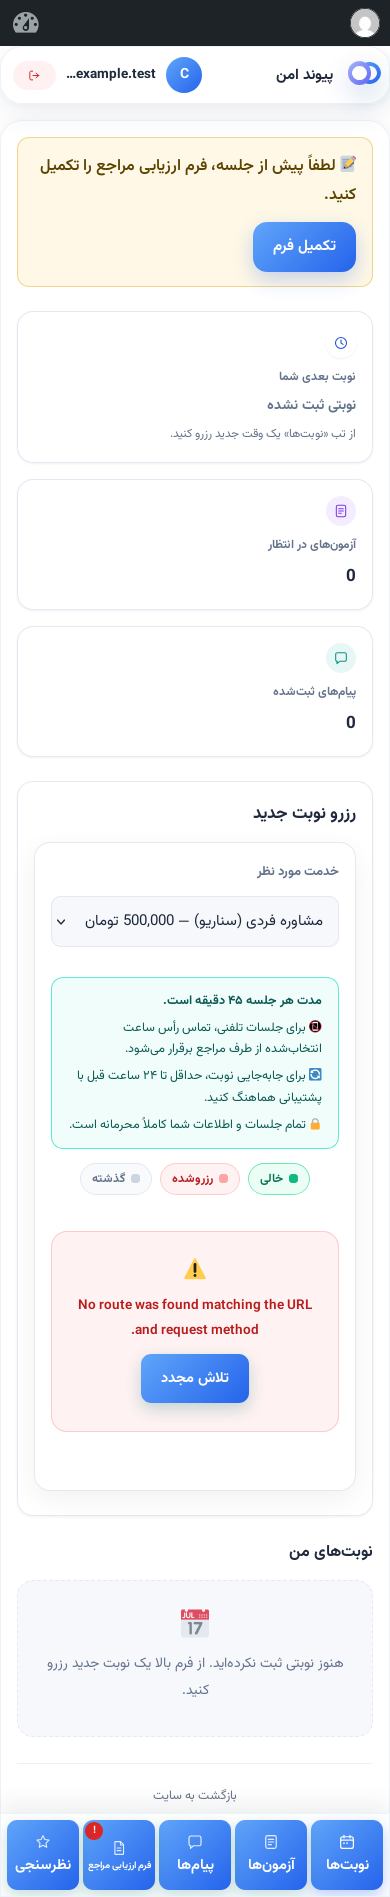 پیوند امن
C
example.test...
لطفاً پیش از جلسه، فرم ارزیابی مراجع را تکمیل
کنید.
تکمیل فرم
نوبت بعدی شما
نوبتی ثبت نشده
از تب «نوبت‌ها» یک وقت جدید رزرو کنید.
آزمون‌های در انتظار
0
پیام‌های ثبت‌شده
0
رزرو نوبت جدید
خدمت مورد نظر
مشاوره فردی (سناریو) — 500,000 تومان
مدت هر جلسه ۴۵ دقیقه است.
برای جلسات تلفنی، تماس رأس ساعت
انتخاب‌شده از طرف مراجع برقرار می‌شود.
برای جابه‌جایی نوبت، حداقل تا ۲۴ ساعت قبل با
پشتیبانی هماهنگ کنید.
تمام جلسات و اطلاعات شما کاملاً محرمانه است.
خالی
رزروشده
گذشته
No route was found matching the URL
and request method.
تلاش مجدد
نوبت‌های من
JUL
17
هنوز نوبتی ثبت نکرده‌اید. از فرم بالا یک نوبت جدید رزرو
کنید.
بازگشت به سایت
نوبت‌ها
آزمون‌ها
پیام‌ها
!
فرم ارزیابی مراجع
نظرسنجی